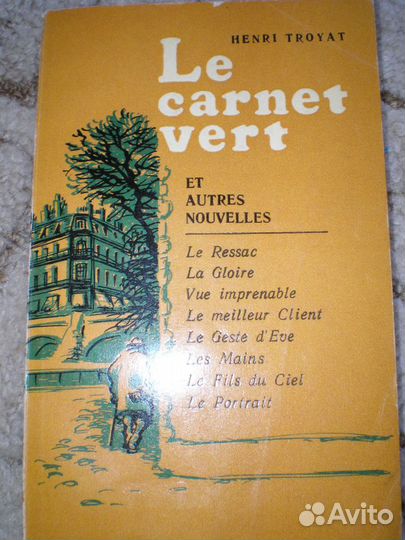 HENRI TROYAT
Le
carnet
vert
ET
AUTRES
NOUVELLES
Le Ressac
La Gloire
Vue imprenable
Le meilleur Client
Le Geste d'Eve
Les Mains
Le Fils du Ciel
Le Portrait
Avito